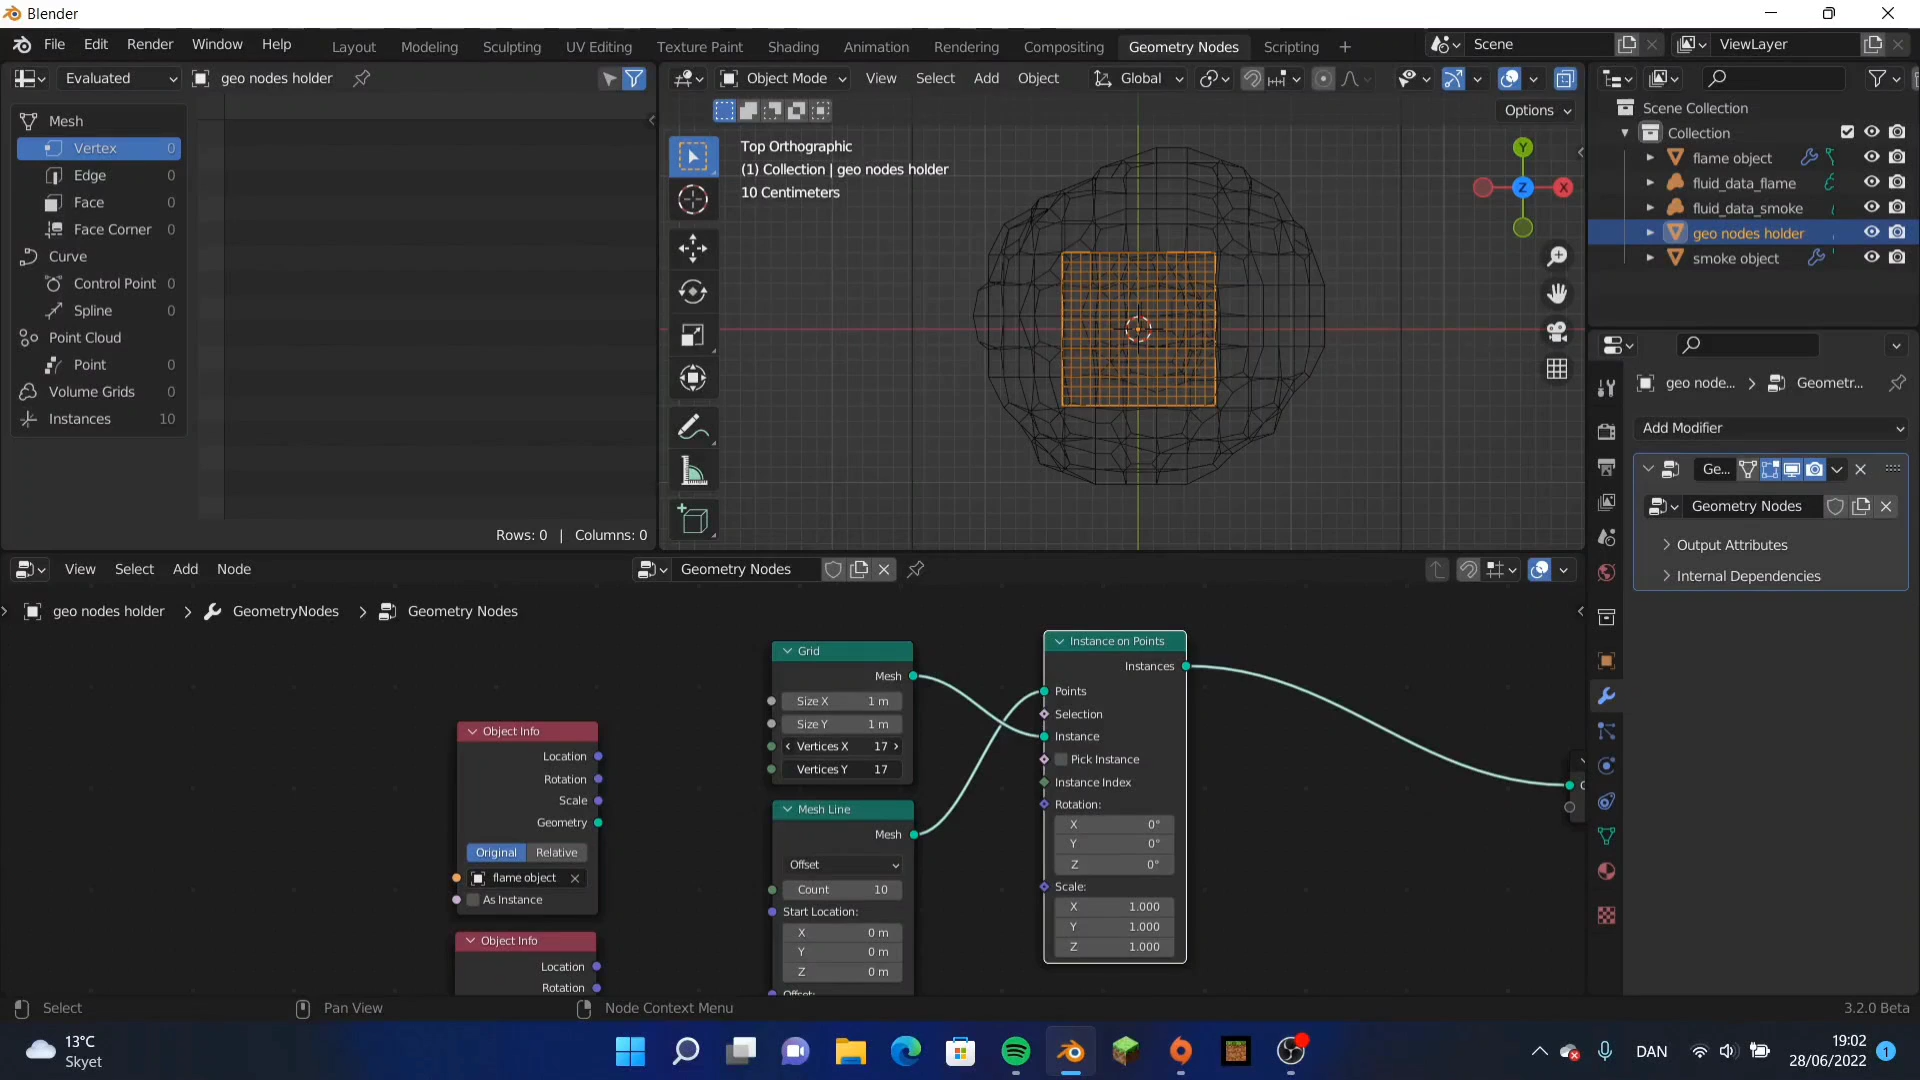 Blender
File Edit Render Window Help
Layout Modeling Sculpting UV Editing Texture Paint Shading Animation Rendering Compositing Geometry Nodes Scripting
Scene
ViewLayer
Evaluated
geo nodes holder
Object Mode View Select Add Object
Global
Options
Mesh
Vertex 0
Edge 0
Face 0
Face Corner 0
Curve
Control Point 0
Spline 0
Point Cloud
Point 0
Volume Grids 0
Instances 10
Rows: 0 | Columns: 0
Top Orthographic
(1) Collection | geo nodes holder
10 Centimeters
Y
Z
X
Scene Collection
Collection
flame object
fluid_data_flame
fluid_data_smoke
geo nodes holder
smoke object
geo node... > Geometr...
Add Modifier
Ge...
Geometry Nodes
Output Attributes
Internal Dependencies
View Select Add Node
Geometry Nodes
geo nodes holder > GeometryNodes > Geometry Nodes
Object Info
Location
Rotation
Scale
Geometry
Original Relative
flame object
As Instance
Object Info
Location
Rotation
Grid
Mesh
Size X 1 m
Size Y 1 m
Vertices X 17
Vertices Y 17
Mesh Line
Mesh
Offset
Count 10
Start Location:
X 0 m
Y 0 m
Z 0 m
Offset:
Instance on Points
Instances
Points
Selection
Instance
Pick Instance
Instance Index
Rotation:
X 0°
Y 0°
Z 0°
Scale:
X 1.000
Y 1.000
Z 1.000
Select
Pan View
Node Context Menu
3.2.0 Beta
13°C
Skyet
DAN
19:02
28/06/2022
1